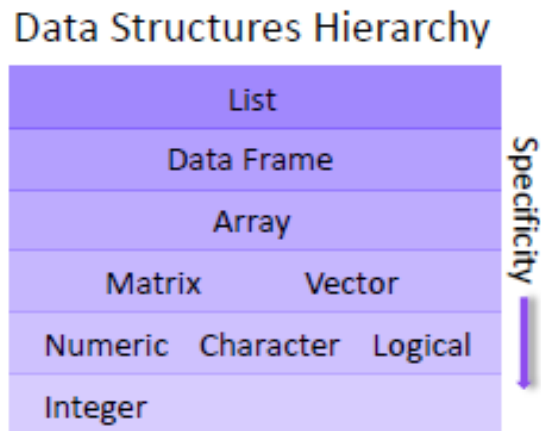 Data Structures Hierarchy
List
Data Frame
Array
Matrix Vector
Numeric Character Logical
Integer
Specificity